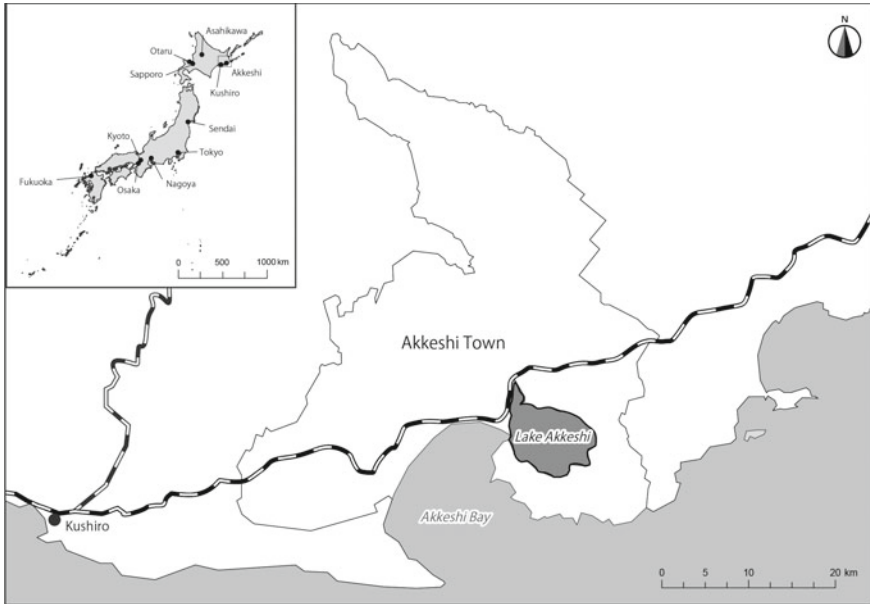 Asahikawa
Otaru
Sapporo
Akkeshi
Kushiro
Sendai
Kyoto
Tokyo
Fukuoka
Osaka
Nagoya
0 500 1000 km
N
Akkeshi Town
Lake Akkeshi
Akkeshi Bay
Kushiro
0 5 10 20 km